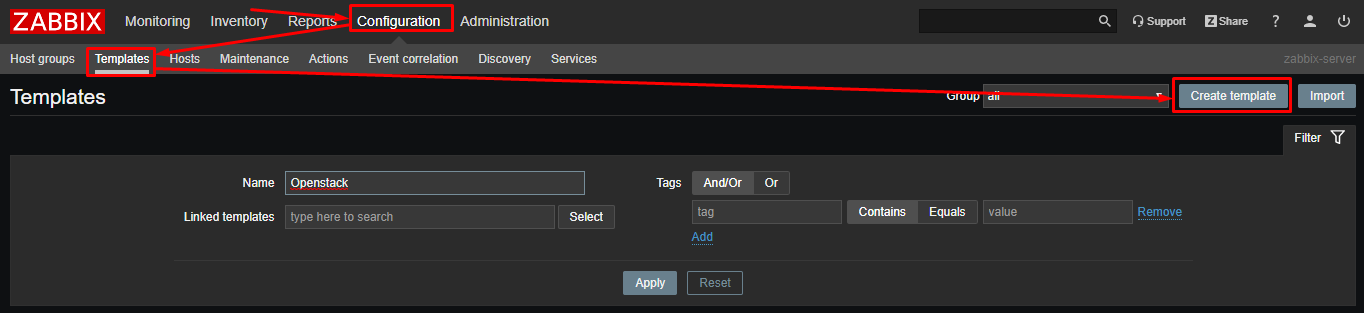 ZABBIX Monitoring Inventory Reports Configuration Administration Support Z Share ?
Host groups Templates Hosts Maintenance Actions Event correlation Discovery Services zabbix-server
Templates Group all Create template Import
Filter
Name Openstack Tags And/Or Or
Linked templates type here to search Select tag Contains Equals value Remove
Add
Apply Reset